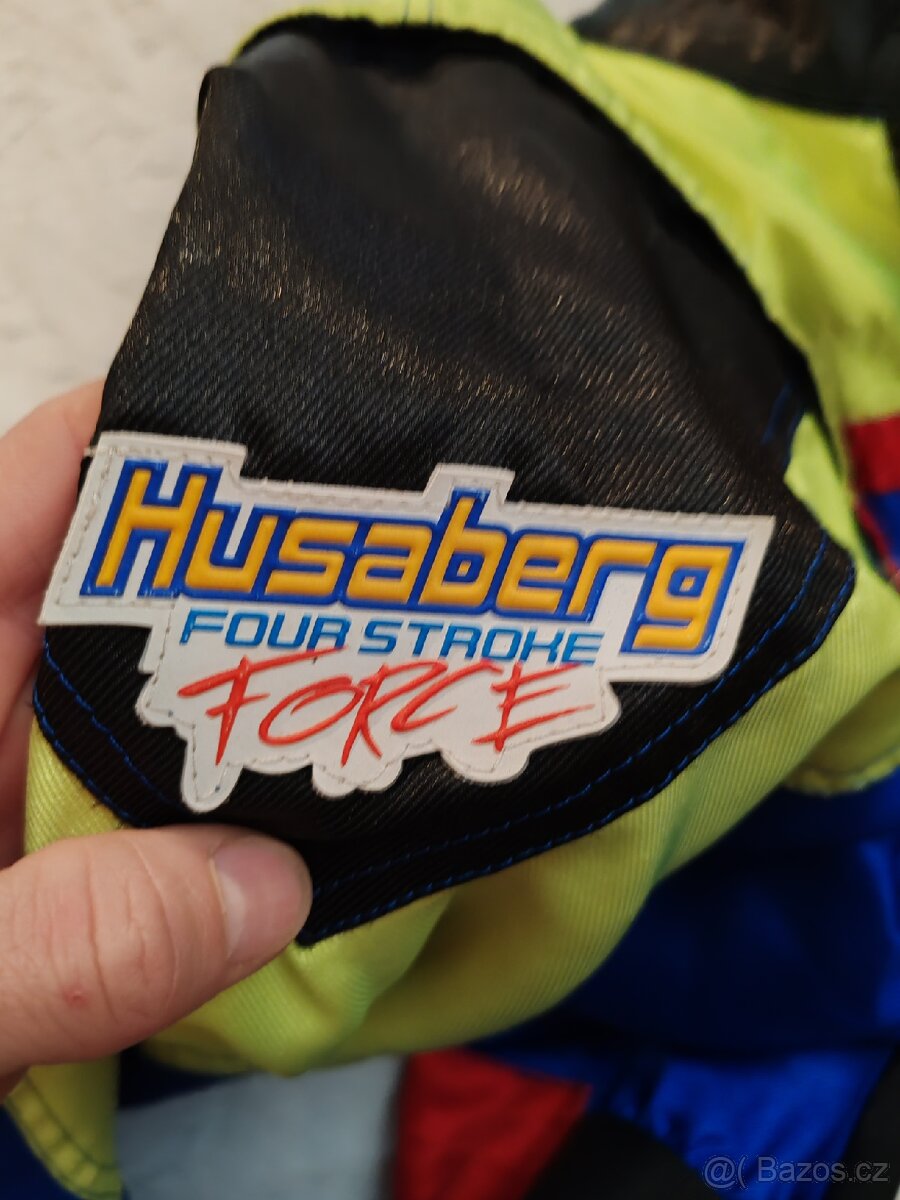 Husaberg
FOUR STROKE
FORCE
@( Bazos.cz